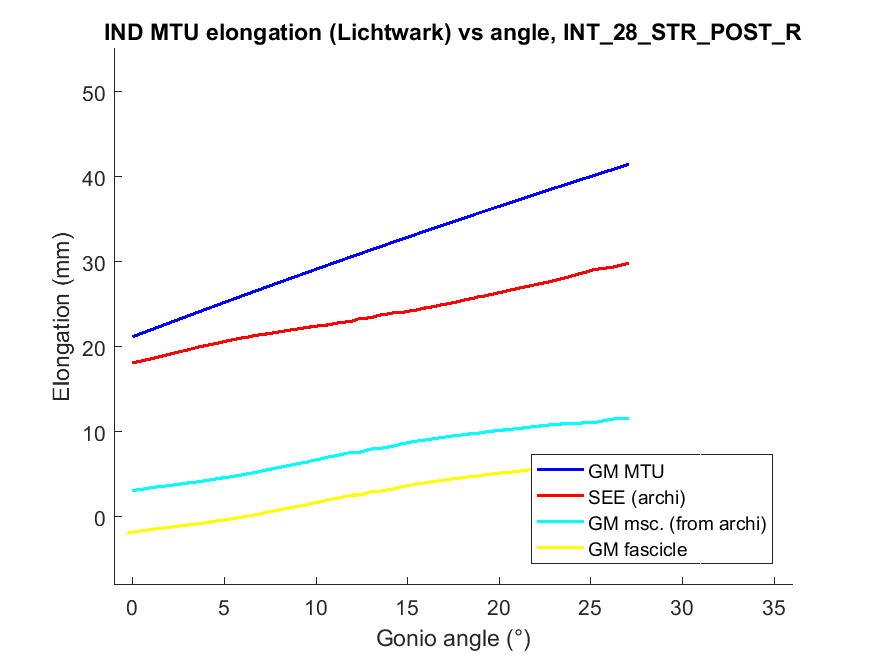 IND MTU elongation (Lichtwark) vs angle, INT_28_STR_POST_R
50
40
30
20
10
0
Elongation (mm)
0 5 10 15 20 25 30 35
Gonio angle (°)
GM MTU
SEE (archi)
GM msc. (from archi)
GM fascicle